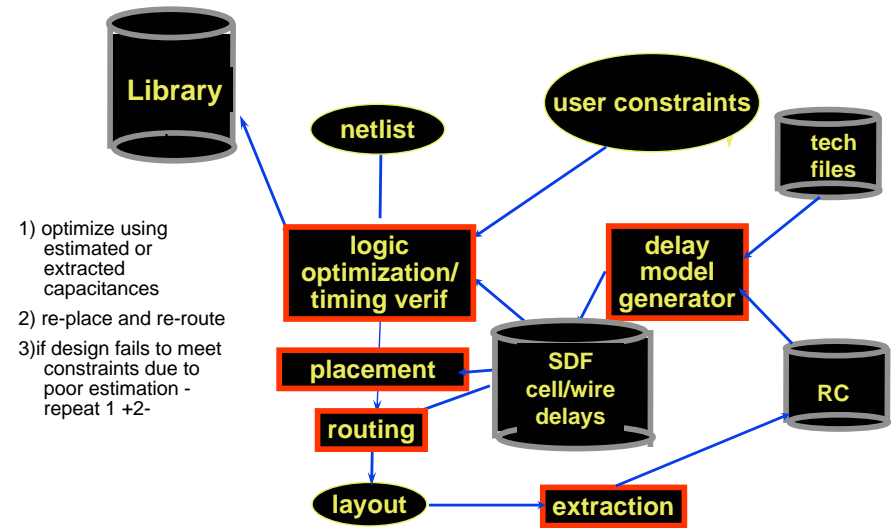 Library
netlist
user constraints
tech
files
1) optimize using
estimated or
extracted
capacitances
2) re-place and re-route
3)if design fails to meet
constraints due to
poor estimation -
repeat 1 +2-
logic
optimization/
timing verif
delay
model
generator
placement
SDF
cell/wire
delays
RC
routing
layout
extraction